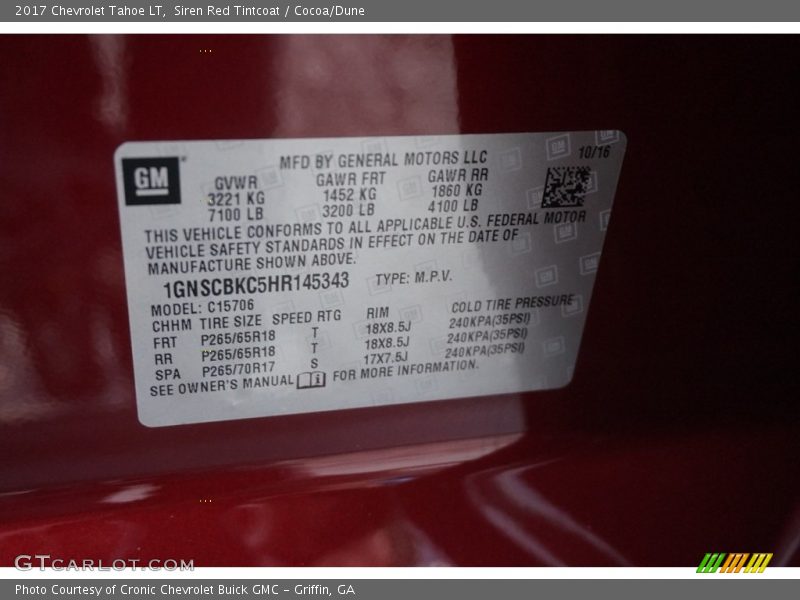 2017 Chevrolet Tahoe LT, Siren Red Tintcoat / Cocoa/Dune
GM
MFD BY GENERAL MOTORS LLC
10/16
GVWR GAWR FRT GAWR RR
3221 KG 1452 KG 1860 KG
7100 LB 3200 LB 4100 LB
THIS VEHICLE CONFORMS TO ALL APPLICABLE U.S. FEDERAL MOTOR
VEHICLE SAFETY STANDARDS IN EFFECT ON THE DATE OF
MANUFACTURE SHOWN ABOVE.
1GNSCBKC5HR145343 TYPE: M.P.V.
MODEL: C15706
CHHM TIRE SIZE SPEED RTG RIM COLD TIRE PRESSURE
FRT P265/65R18 T 18X8.5J 240KPA(35PSI)
RR P265/65R18 T 18X8.5J 240KPA(35PSI)
SPA P265/70R17 S 17X7.5J 240KPA(35PSI)
SEE OWNER'S MANUAL FOR MORE INFORMATION.
GTcarlot.com
Photo Courtesy of Cronic Chevrolet Buick GMC - Griffin, GA